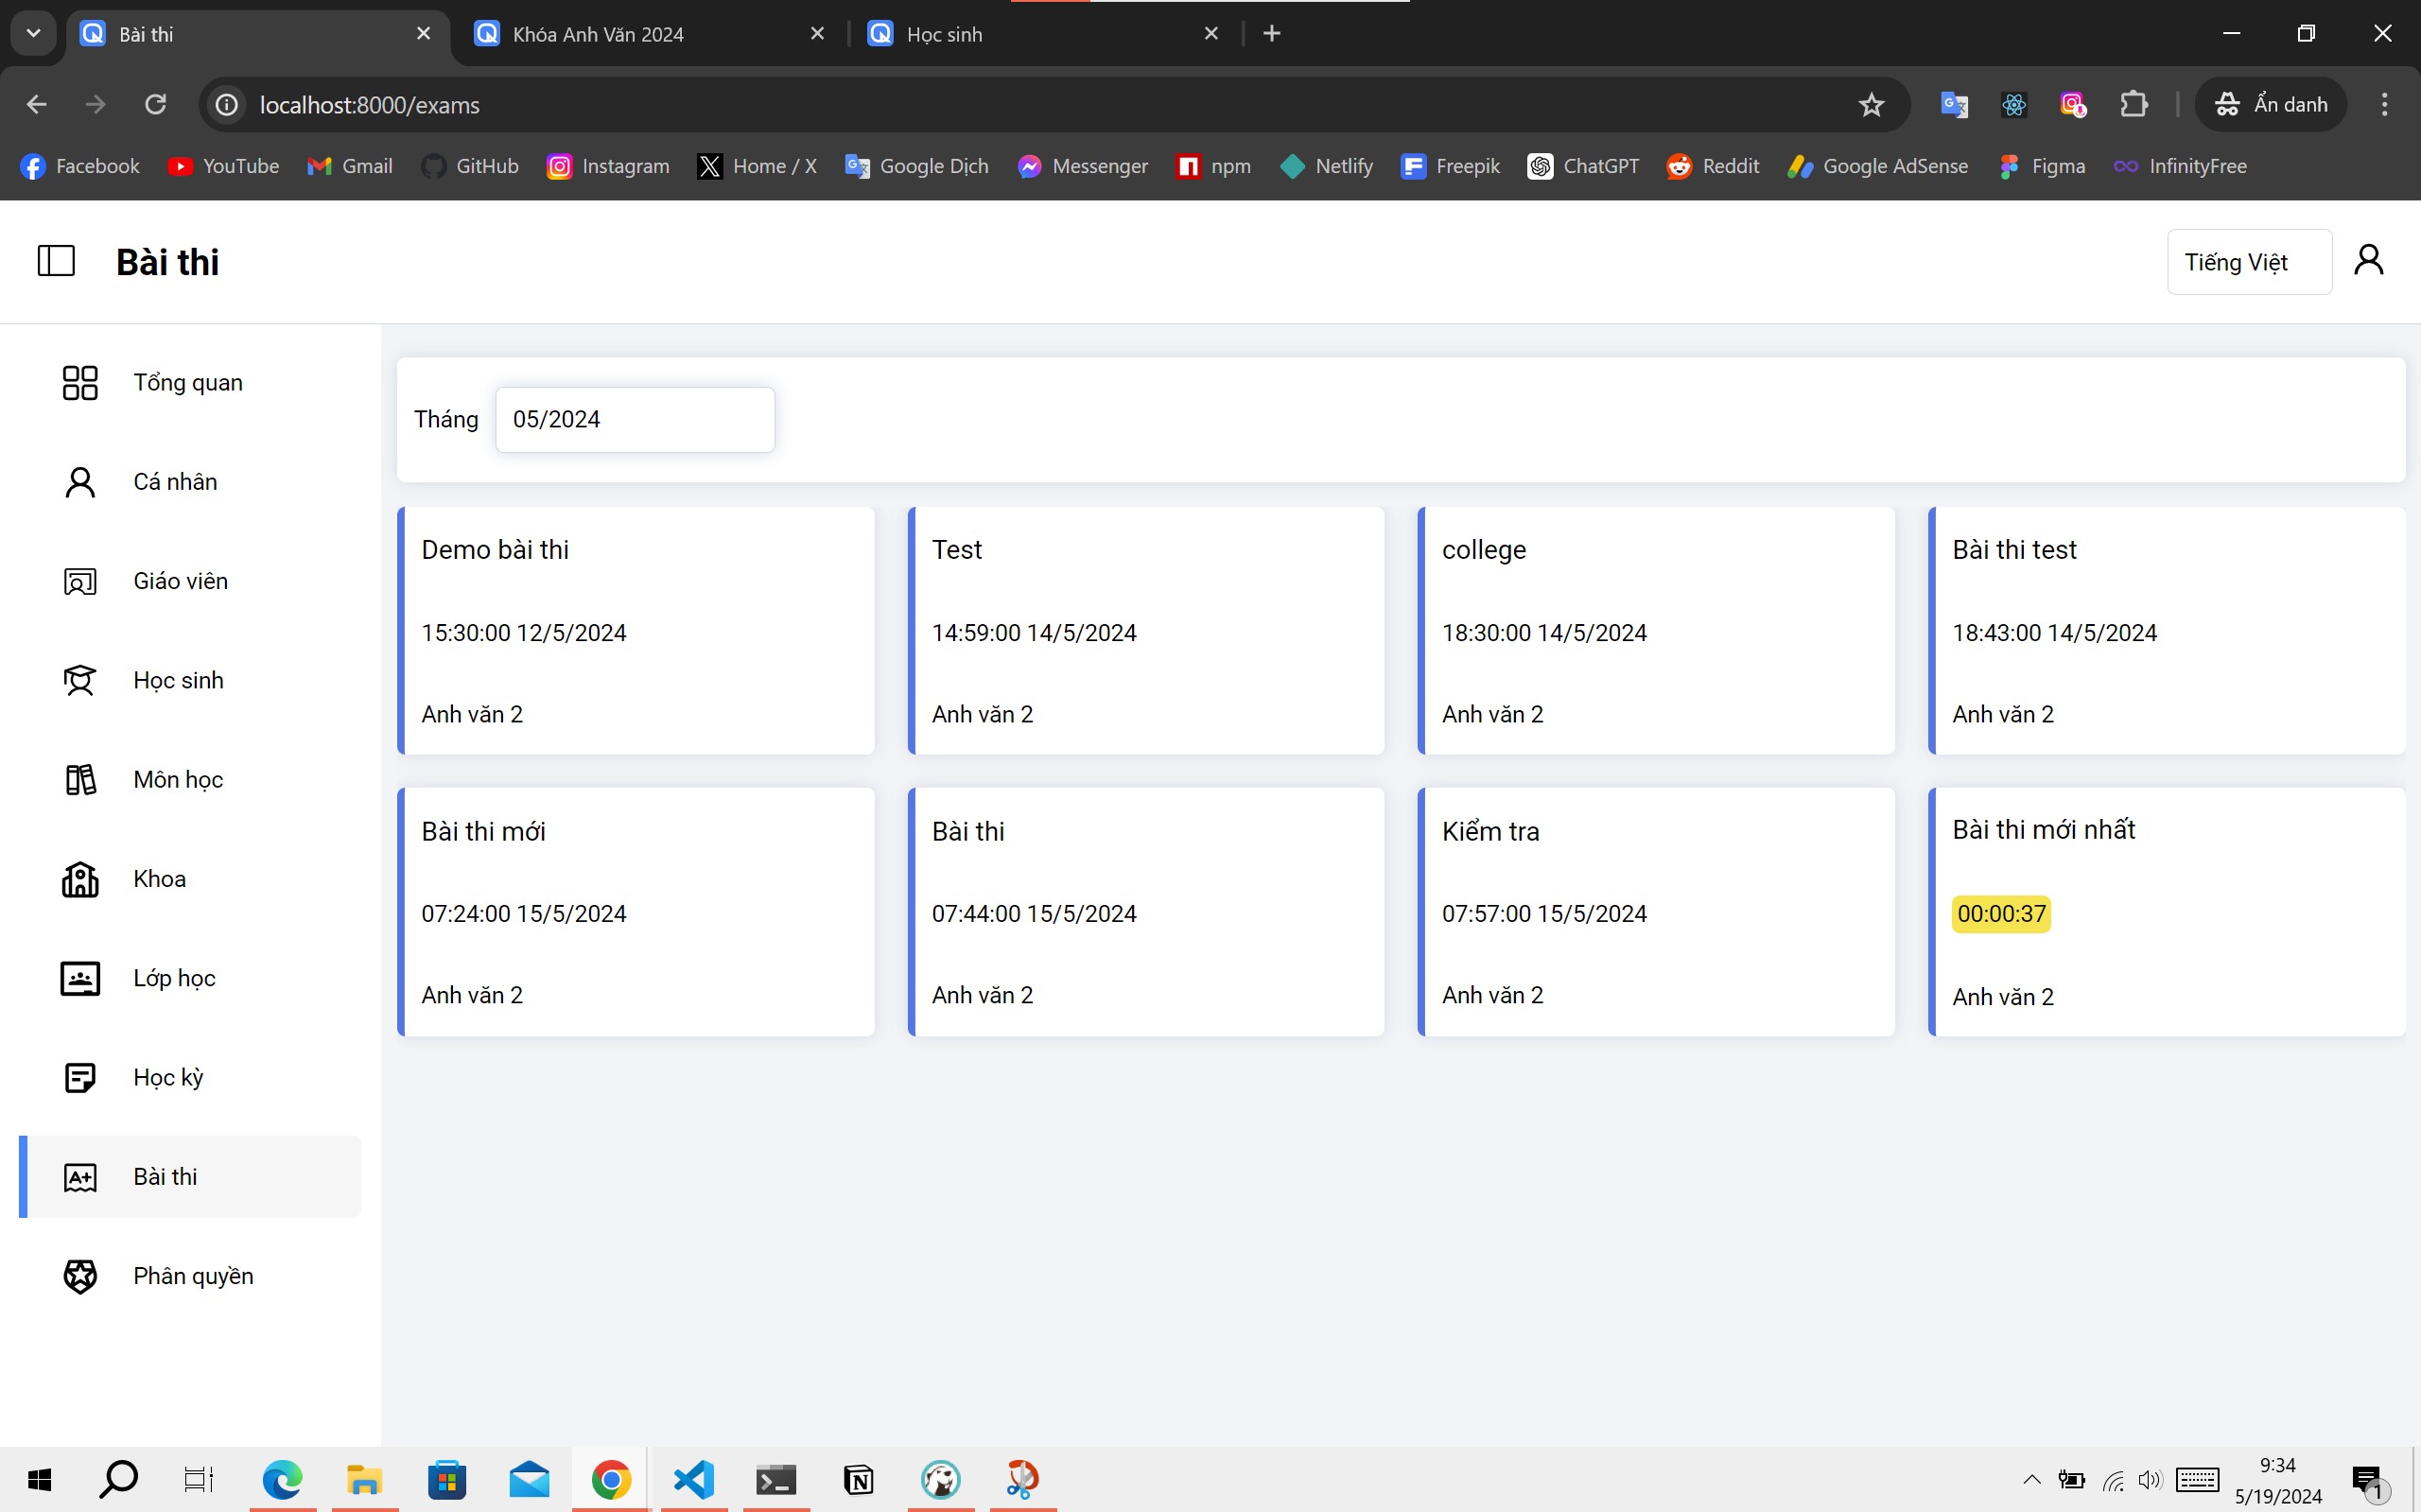 Bài thi
Khóa Anh Văn 2024
Học sinh
localhost:8000/exams
Ẩn danh
Facebook YouTube Gmail GitHub Instagram Home / X Google Dịch Messenger npm Netlify Freepik ChatGPT Reddit Google AdSense Figma InfinityFree
Bài thi
Tiếng Việt
Tổng quan
Cá nhân
Giáo viên
Học sinh
Môn học
Khoa
Lớp học
Học kỳ
A+ Bài thi
Phân quyền
Tháng 05/2024
Demo bài thi
15:30:00 12/5/2024
Anh văn 2
Test
14:59:00 14/5/2024
Anh văn 2
college
18:30:00 14/5/2024
Anh văn 2
Bài thi test
18:43:00 14/5/2024
Anh văn 2
Bài thi mới
07:24:00 15/5/2024
Anh văn 2
Bài thi
07:44:00 15/5/2024
Anh văn 2
Kiểm tra
07:57:00 15/5/2024
Anh văn 2
Bài thi mới nhất
00:00:37
Anh văn 2
9:34
5/19/2024
1